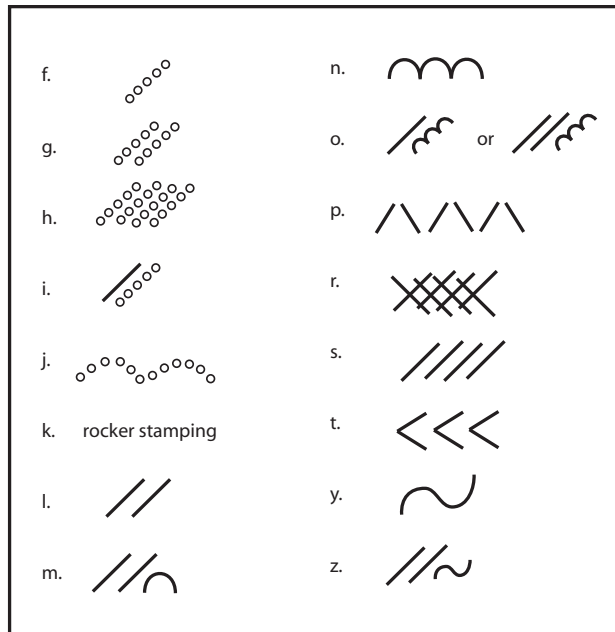 f.
g.
h.
i.
j.
k. rocker stamping
l.
m.
n.
o. or
p.
r.
s.
t.
y.
z.